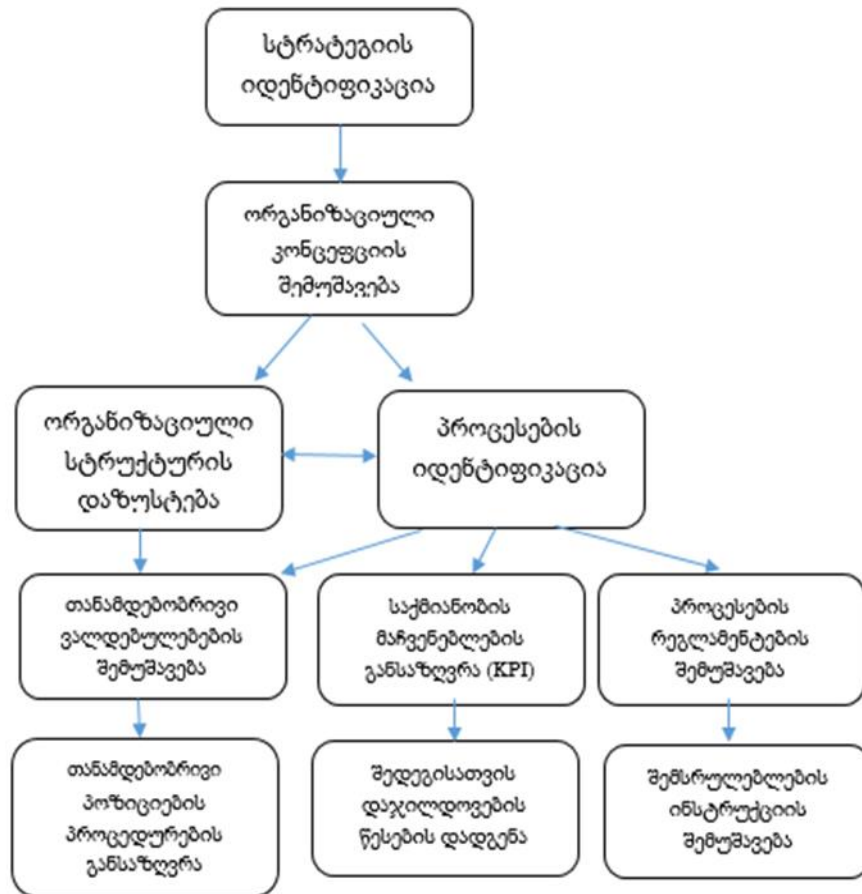 სტრატეგიის
იდენტიფიკაცია
ორგანიზაციული
კონცეფციის
შემუშავება
ორგანიზაციული
სტრუქტურის
დაზუსტება
პროცესების
იდენტიფიკაცია
თანამდებობრივი
ვალდებულებების
შემუშავება
საქმიანობის
მაჩვენებლების
განსაზღვრა (KPI)
პროცესების
რეგლამენტების
შემუშავება
თანამდებობრივი
პოზიციების
პროცედურების
განსაზღვრა
შედეგისათვის
დაჯილდოვების
წესების დადგენა
შემსრულებლების
ინსტრუქციის
შემუშავება